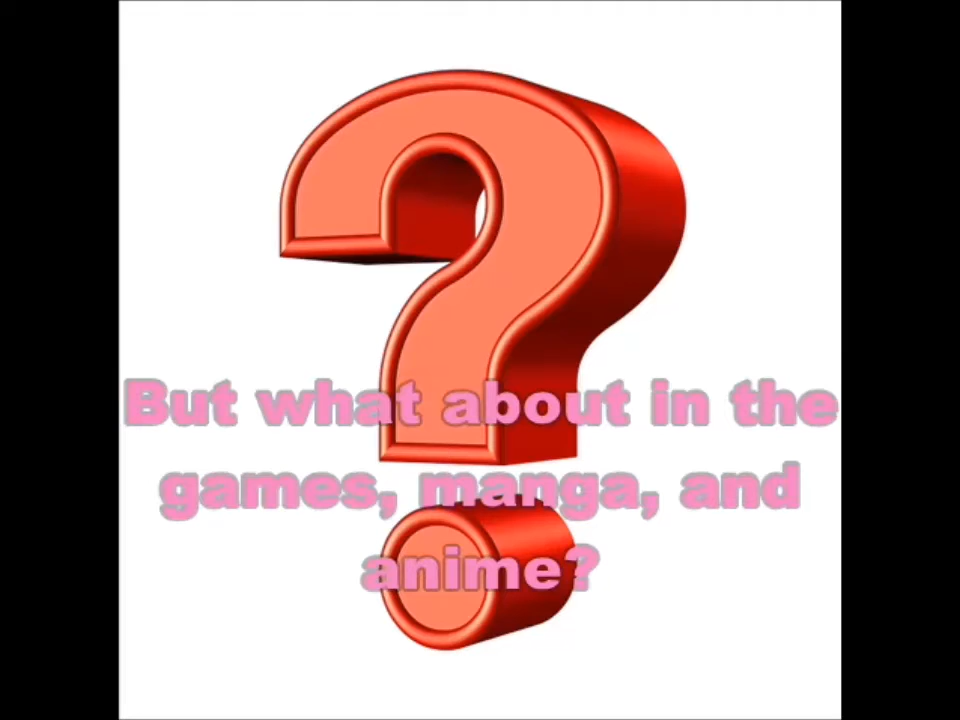 But what about in the
games, manga, and
anime?